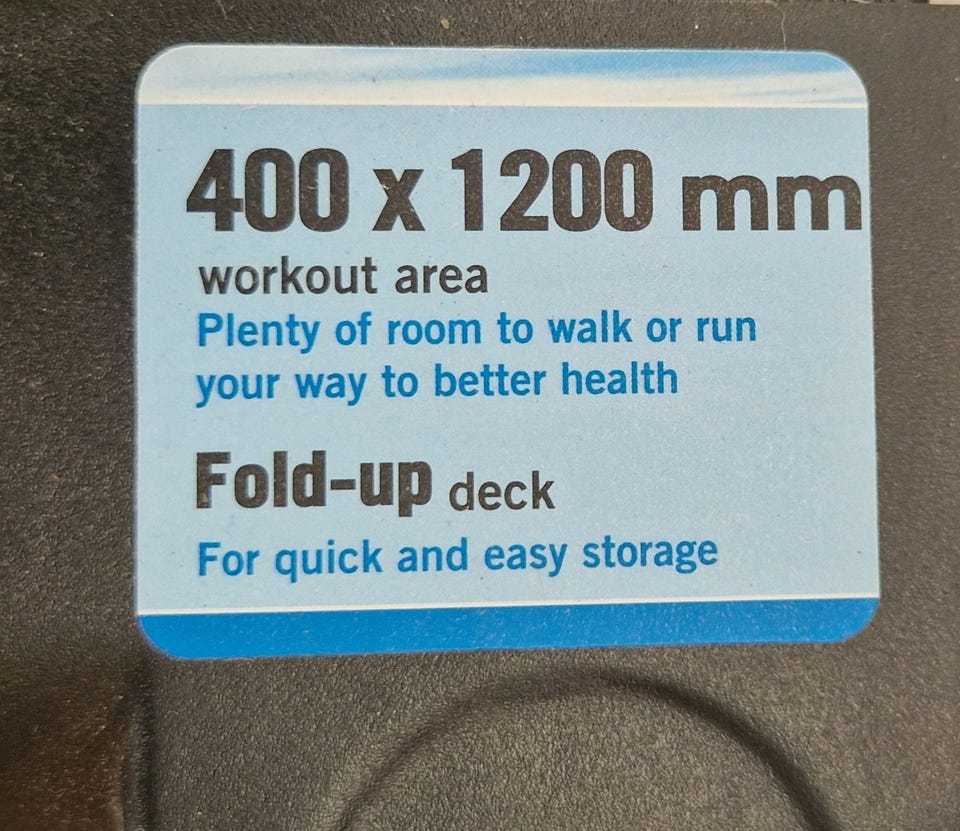 400 x 1200 mm
workout area
Plenty of room to walk or run
your way to better health
Fold-up deck
For quick and easy storage